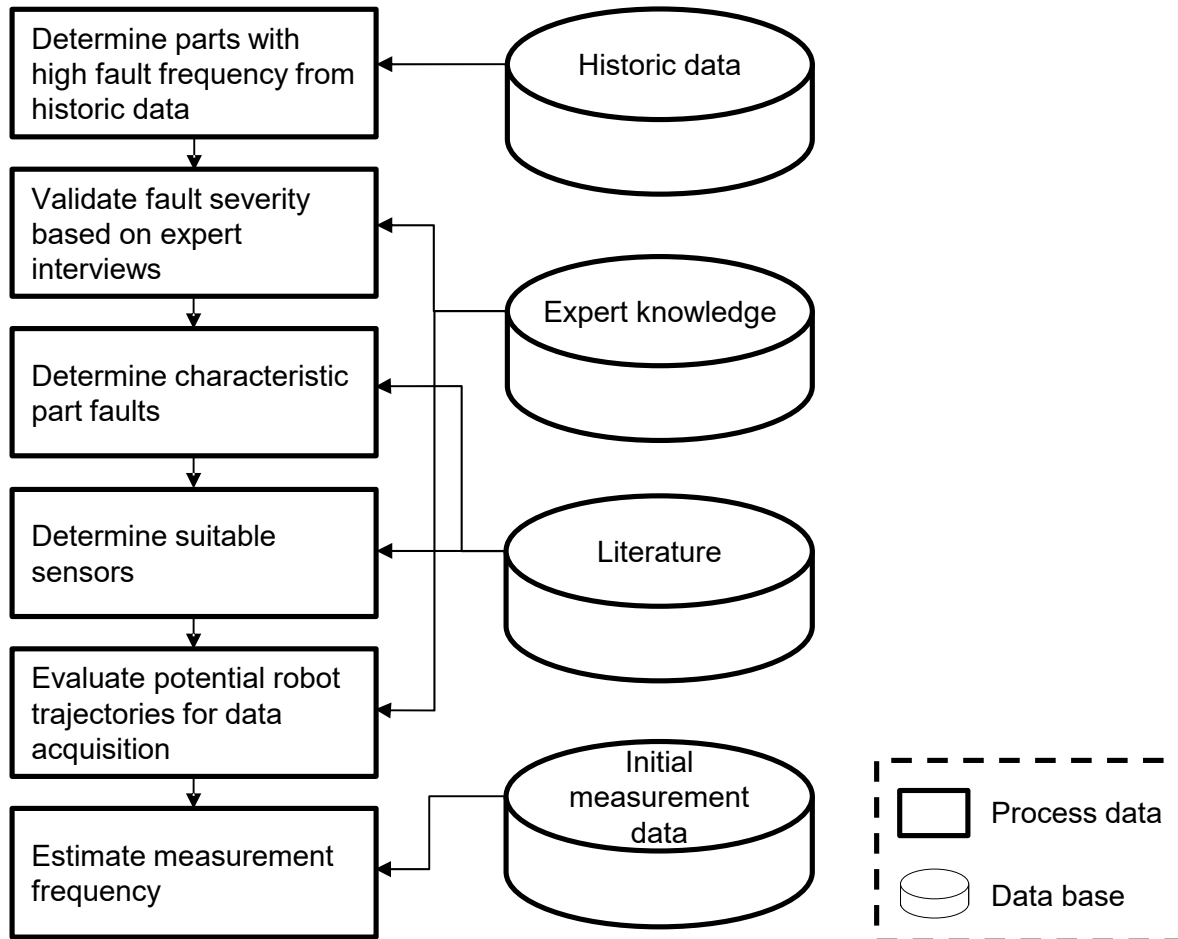 Determine parts with
high fault frequency from
historic data
Historic data
Validate fault severity
based on expert
interviews
Expert knowledge
Determine characteristic
part faults
Determine suitable
sensors
Literature
Evaluate potential robot
trajectories for data
acquisition
Initial
measurement
data
Estimate measurement
frequency
Process data
Data base